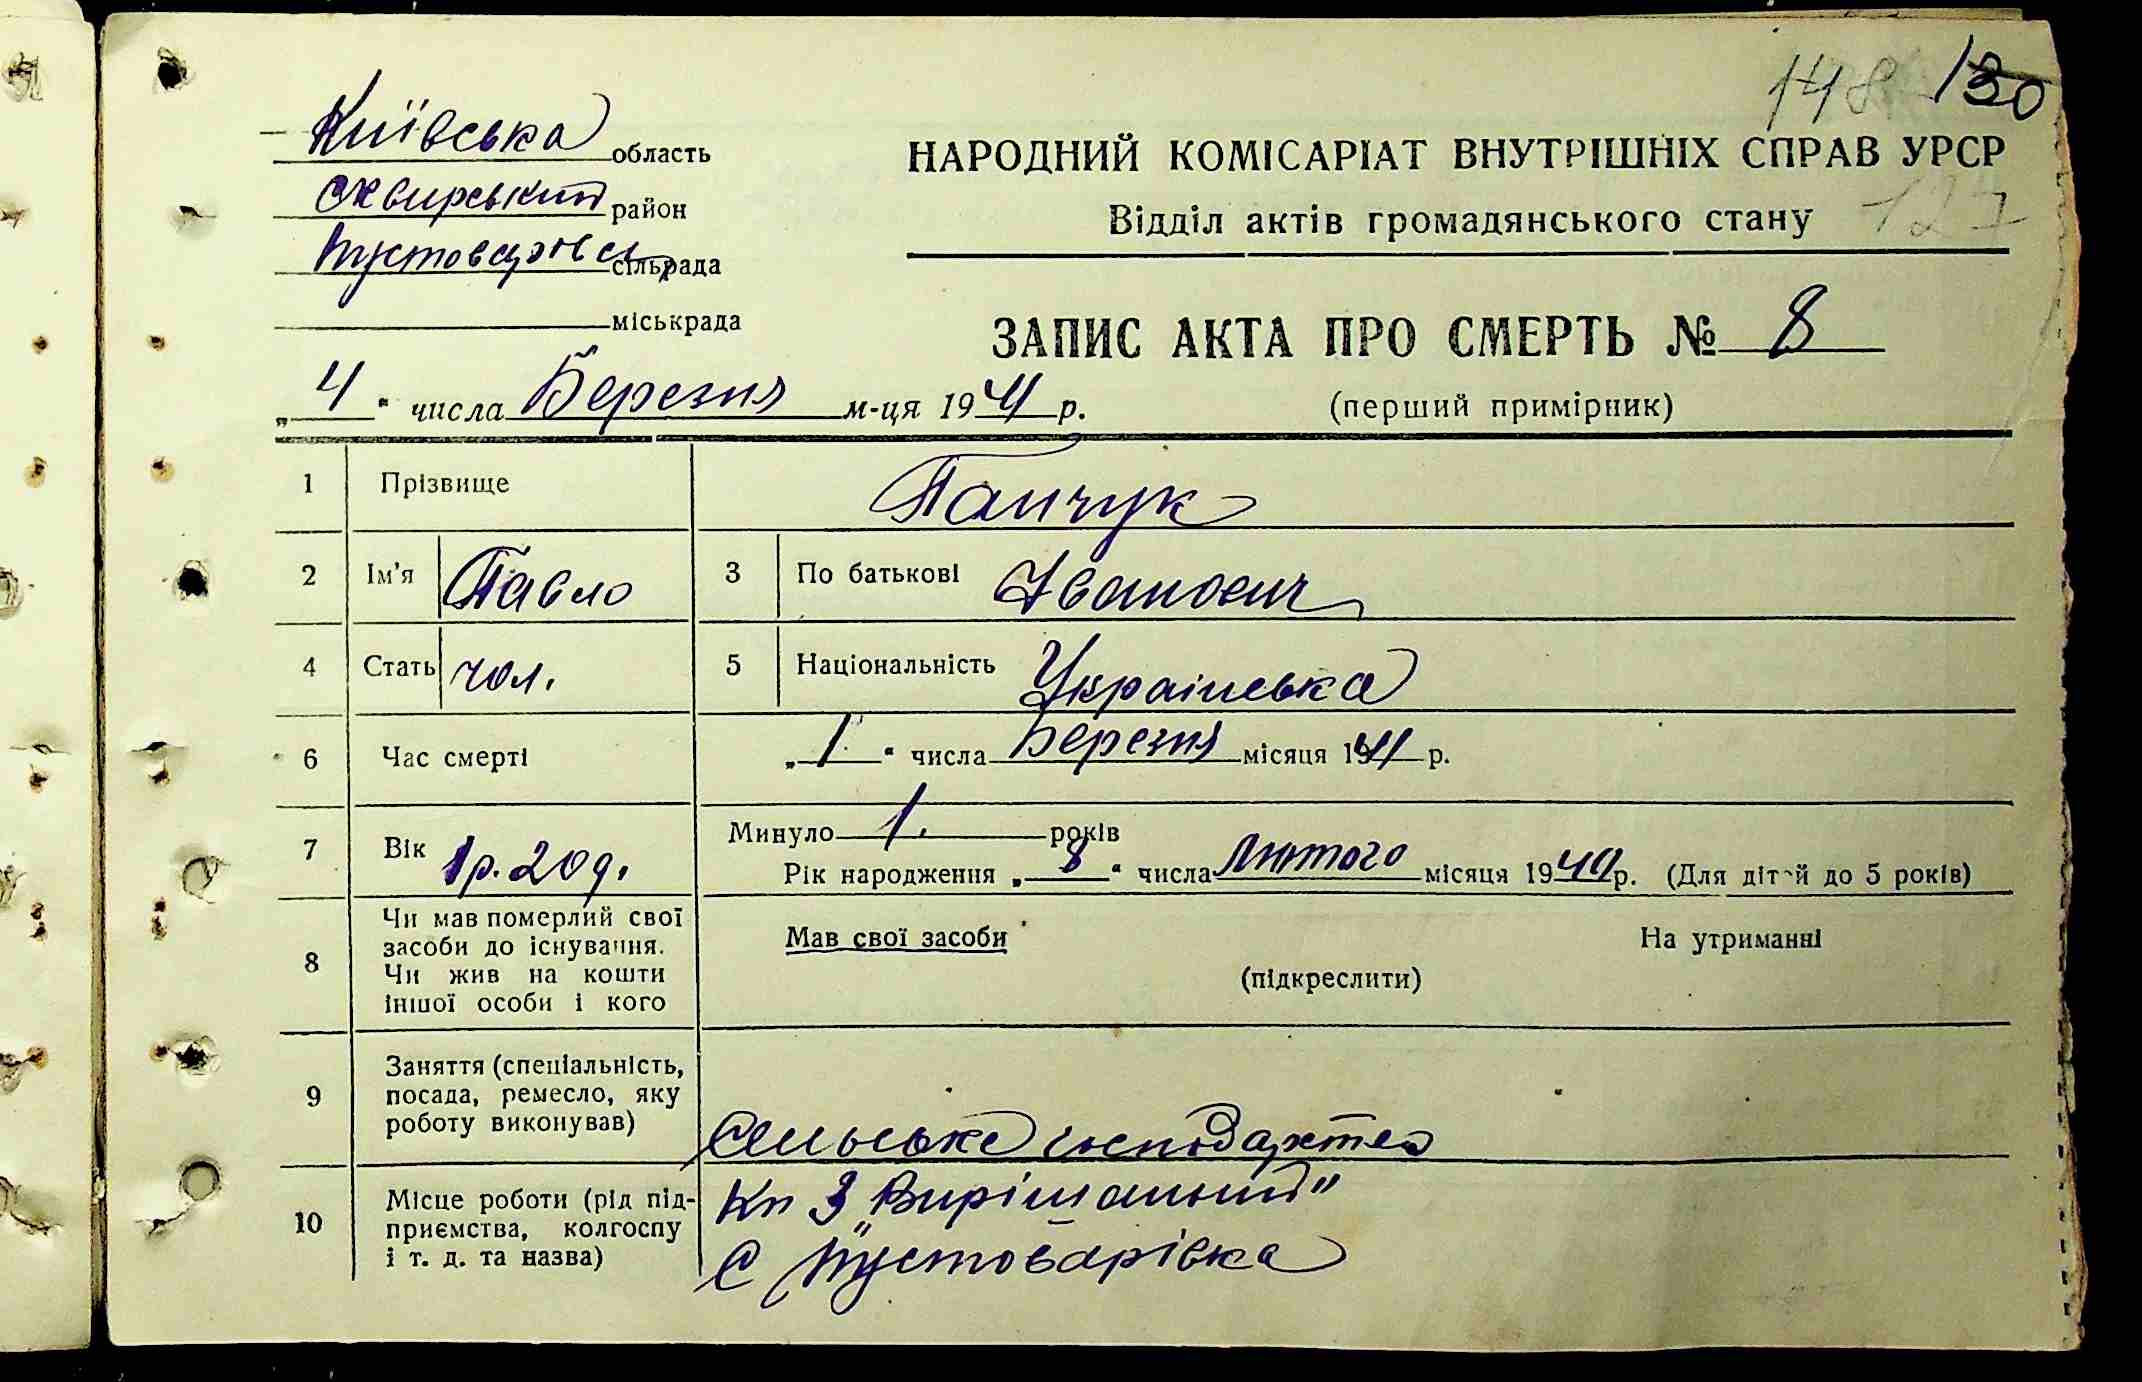 148 130
Київська область
НАРОДНИЙ КОМІСАРІАТ ВНУТРІШНІХ СПРАВ УРСР
Сквирський район
Відділ актів громадянського стану 127
сільрада
міськрада
ЗАПИС АКТА ПРО СМЕРТЬ № 8
„4“ числа Березня м-ця 1941 р.
(перший примірник)
1 Прізвище Панчук
2 Ім'я Павло 3 По батькові Іванович
4 Стать чол. 5 Національність Українська
6 Час смерті „1“ числа Березня місяця 1941 р.
7 Вік 1р. 20д. Минуло 1. років
Рік народження „8“ числа Лютого місяця 1940р. (Для дітей до 5 років)
8 Чи мав померлий свої
засоби до існування.
Чи жив на кошти
іншої особи і кого
Мав свої засоби На утриманні
(підкреслити)
9 Заняття (спеціальність,
посада, ремесло, яку
роботу виконував)
Сельське
10 Місце роботи (рід під-
приємства, колгоспу
і т. д. та назва)
„Вирішальний“
с Пустоварівка